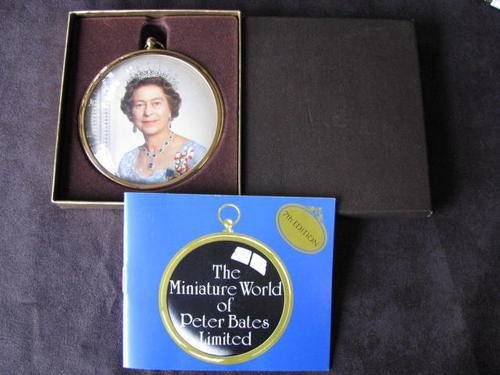 7th EDITION
The
Miniature World
of
Peter Bates
Limited